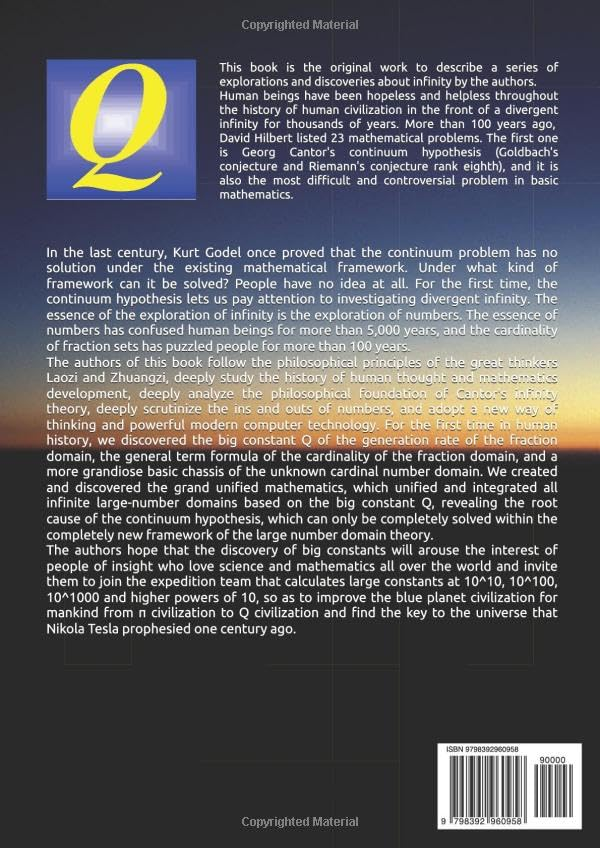 Copyrighted Material
Q
This book is the original work to describe a series of
explorations and discoveries about infinity by the authors.
Human beings have been hopeless and helpless throughout
the history of human civilization in the front of a divergent
infinity for thousands of years. More than 100 years ago,
David Hilbert listed 23 mathematical problems. The first one
is Georg Cantor's continuum hypothesis (Goldbach's
conjecture and Riemann's conjecture rank eighth), and it is
also the most difficult and controversial problem in basic
mathematics.
In the last century, Kurt Godel once proved that the continuum problem has no
solution under the existing mathematical framework. Under what kind of
framework can it be solved? People have no idea at all. For the first time, the
continuum hypothesis lets us pay attention to investigating divergent infinity. The
essence of the exploration of infinity is the exploration of numbers. The essence of
numbers has confused human beings for more than 5,000 years, and the cardinality
of fraction sets has puzzled people for more than 100 years.
The authors of this book follow the philosophical principles of the great thinkers
Laozi and Zhuangzi, deeply study the history of human thought and mathematics
development, deeply analyze the philosophical foundation of Cantor's infinity
theory, deeply scrutinize the ins and outs of numbers, and adopt a new way of
thinking and powerful modern computer technology. For the first time in human
history, we discovered the big constant Q of the generation rate of the fraction
domain, the general term formula of the cardinality of the fraction domain, and a
more grandiose basic chassis of the unknown cardinal number domain. We created
and discovered the grand unified mathematics, which unified and integrated all
infinite large-number domains based on the big constant Q, revealing the root
cause of the continuum hypothesis, which can only be completely solved within the
completely new framework of the large number domain theory.
The authors hope that the discovery of big constants will arouse the interest of
people of insight who love science and mathematics all over the world and invite
them to join the expedition team that calculates large constants at 10^10, 10^100,
10^1000 and higher powers of 10, so as to improve the blue planet civilization for
mankind from π civilization to Q civilization and find the key to the universe that
Nikola Tesla prophesied one century ago.
ISBN 9798392960958
90000
9 798392 960958
Copyrighted Material